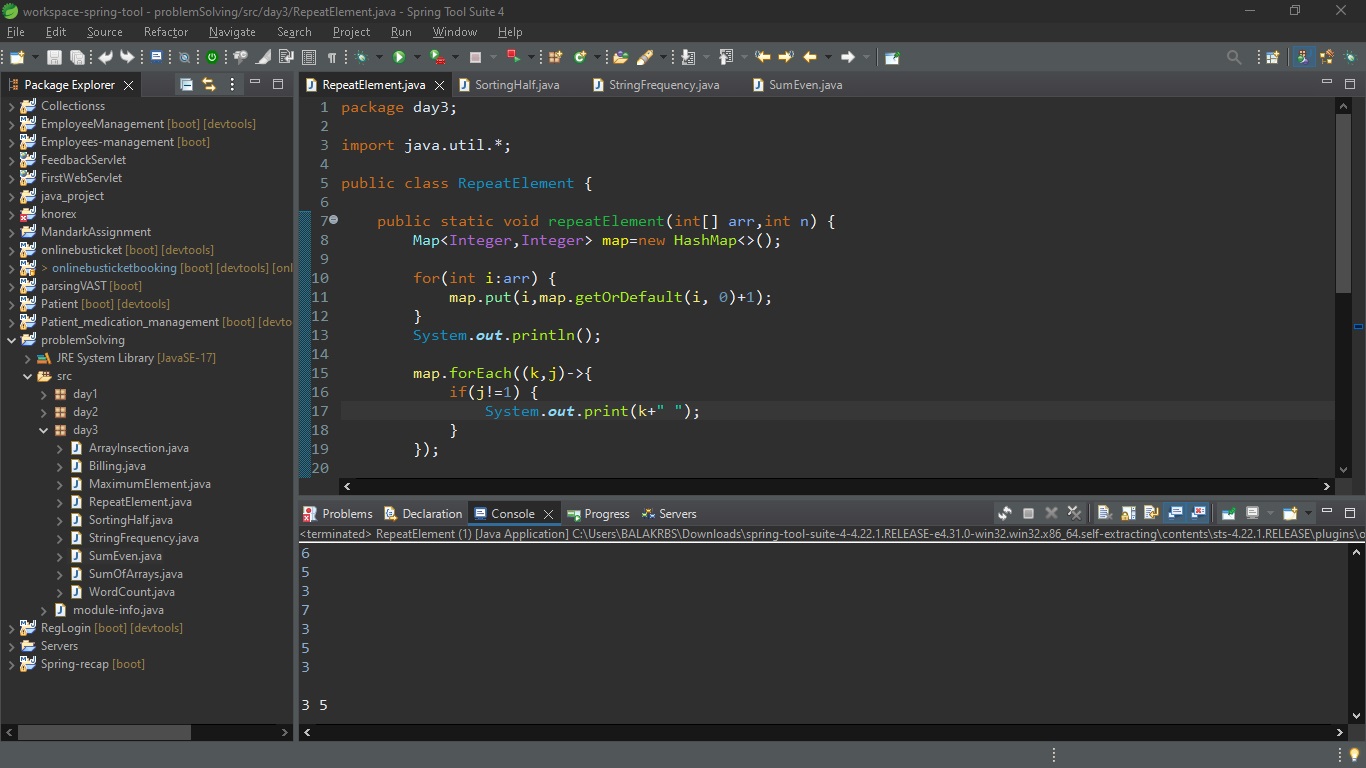 workspace-spring-tool - problemSolving/src/day3/RepeatElement.java - Spring Tool Suite 4
File Edit Source Refactor Navigate Search Project Run Window Help
Package Explorer
Collectionss
EmployeeManagement [boot] [devtools]
Employees-management [boot]
FeedbackServlet
FirstWebServlet
java_project
knorex
MandarkAssignment
onlinebusticket [boot] [devtools]
> onlinebusticketbooking [boot] [devtools] [onl
parsingVAST [boot]
Patient [boot] [devtools]
Patient_medication_management [boot] [devto
problemSolving
JRE System Library [JavaSE-17]
src
day1
day2
day3
ArrayInsection.java
Billing.java
MaximumElement.java
RepeatElement.java
SortingHalf.java
StringFrequency.java
SumEven.java
SumOfArrays.java
WordCount.java
module-info.java
RegLogin [boot] [devtools]
Servers
Spring-recap [boot]
RepeatElement.java SortingHalf.java StringFrequency.java SumEven.java
1 package day3;
2
3 import java.util.*;
4
5 public class RepeatElement {
6
7 public static void repeatElement(int[] arr,int n) {
8 Map<Integer,Integer> map=new HashMap<>();
9
10 for(int i:arr) {
11 map.put(i,map.getOrDefault(i, 0)+1);
12 }
13 System.out.println();
14
15 map.forEach((k,j)->{
16 if(j!=1) {
17 System.out.print(k+" ");
18 }
19 });
20
Problems Declaration Console Progress Servers
<terminated> RepeatElement (1) [Java Application] C:\Users\BALAKRBS\Downloads\spring-tool-suite-4-4.22.1.RELEASE-e4.31.0-win32.win32.x86_64.self-extracting\contents\sts-4.22.1.RELEASE\plugins\o
6
5
3
7
3
5
3
3 5